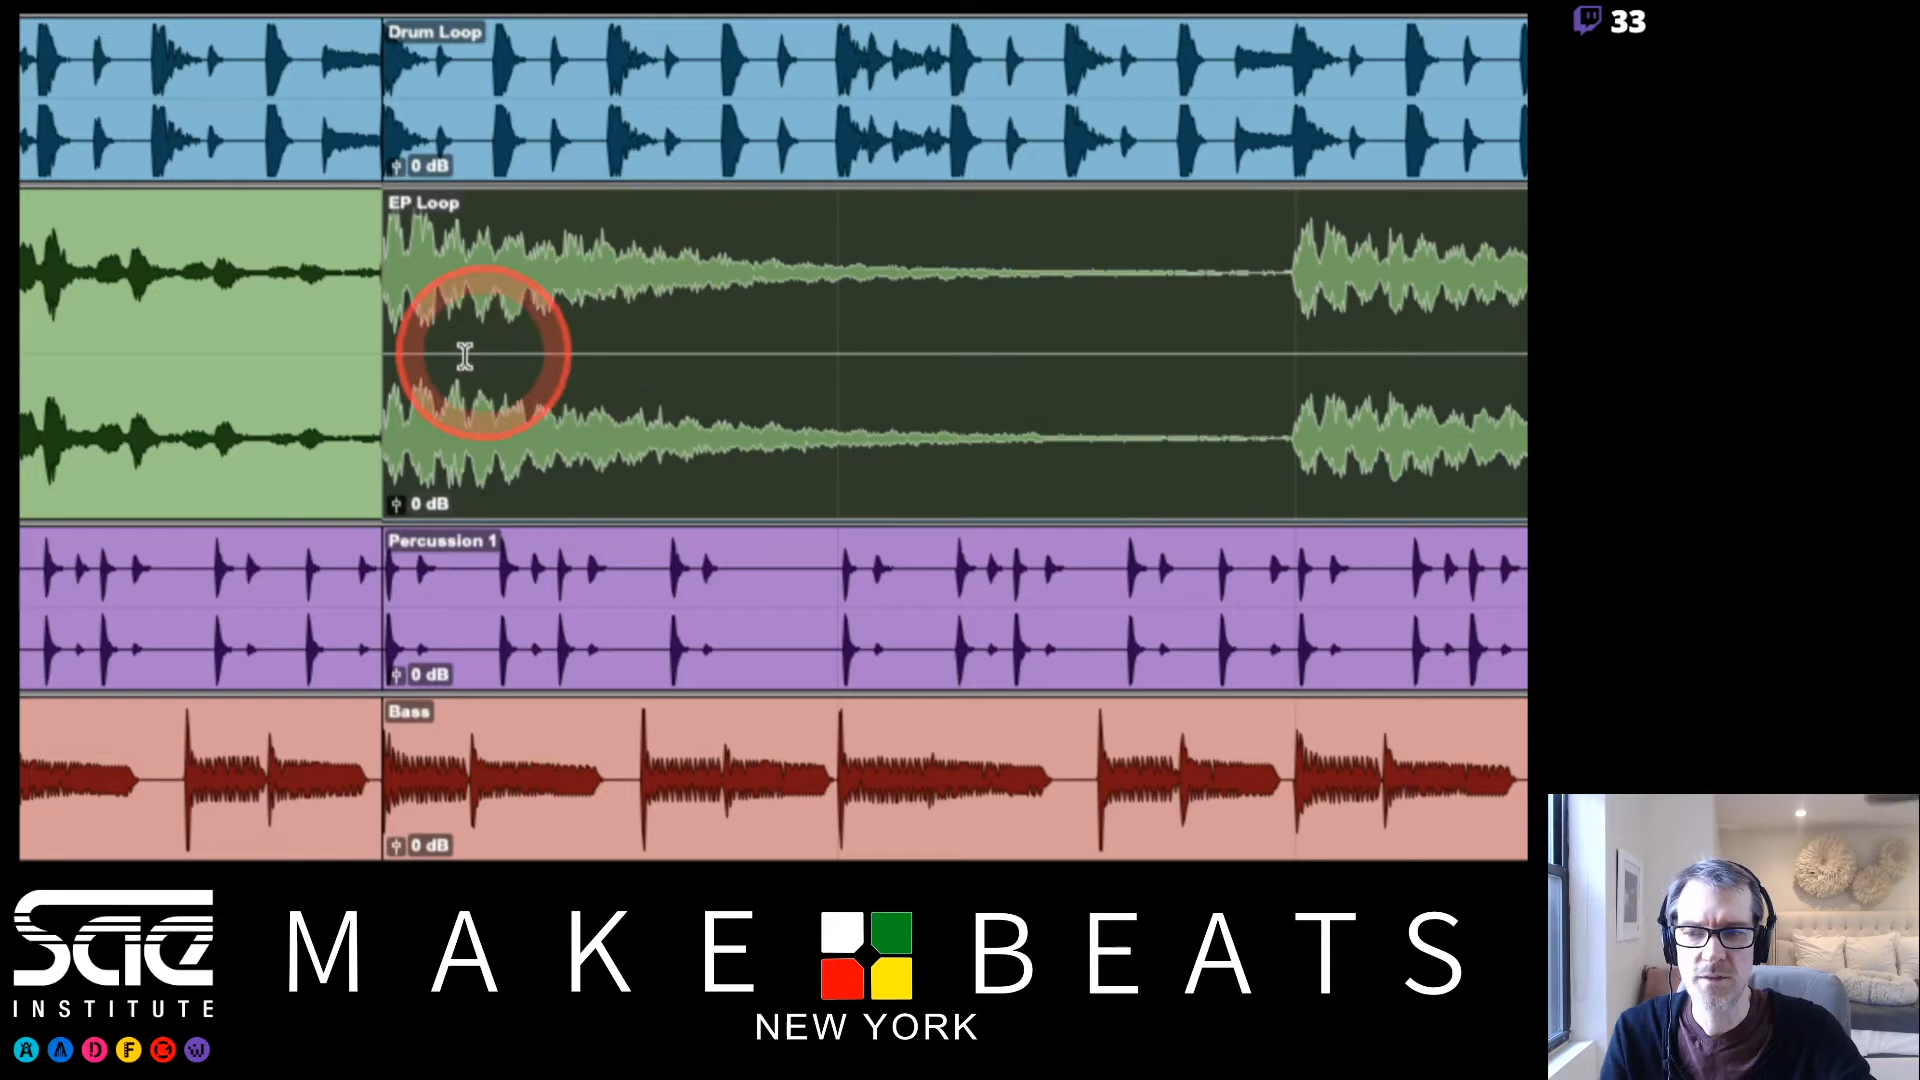 33
Drum Loop
0 dB
EP Loop
0 dB
Percussion 1
0 dB
Bass
0 dB
sae
INSTITUTE
A A D F W
MAKE BEATS
NEW YORK